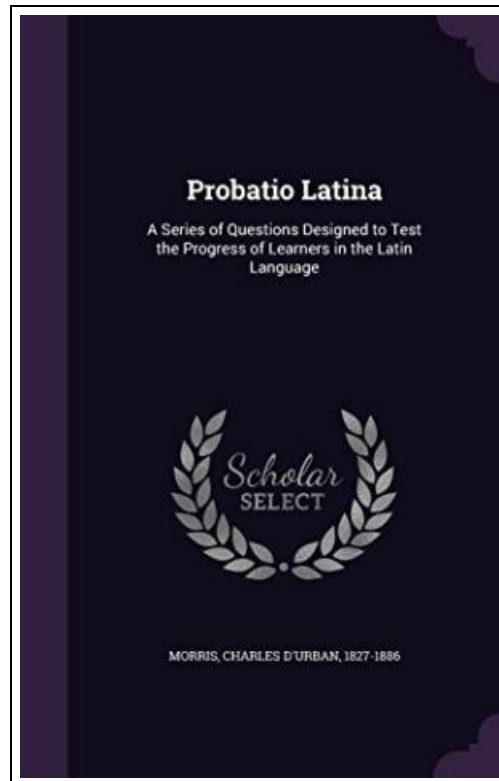 Probatio Latina
A Series of Questions Designed to Test
the Progress of Learners in the Latin
Language
Scholar
SELECT
MORRIS, CHARLES D'URBAN, 1827-1886